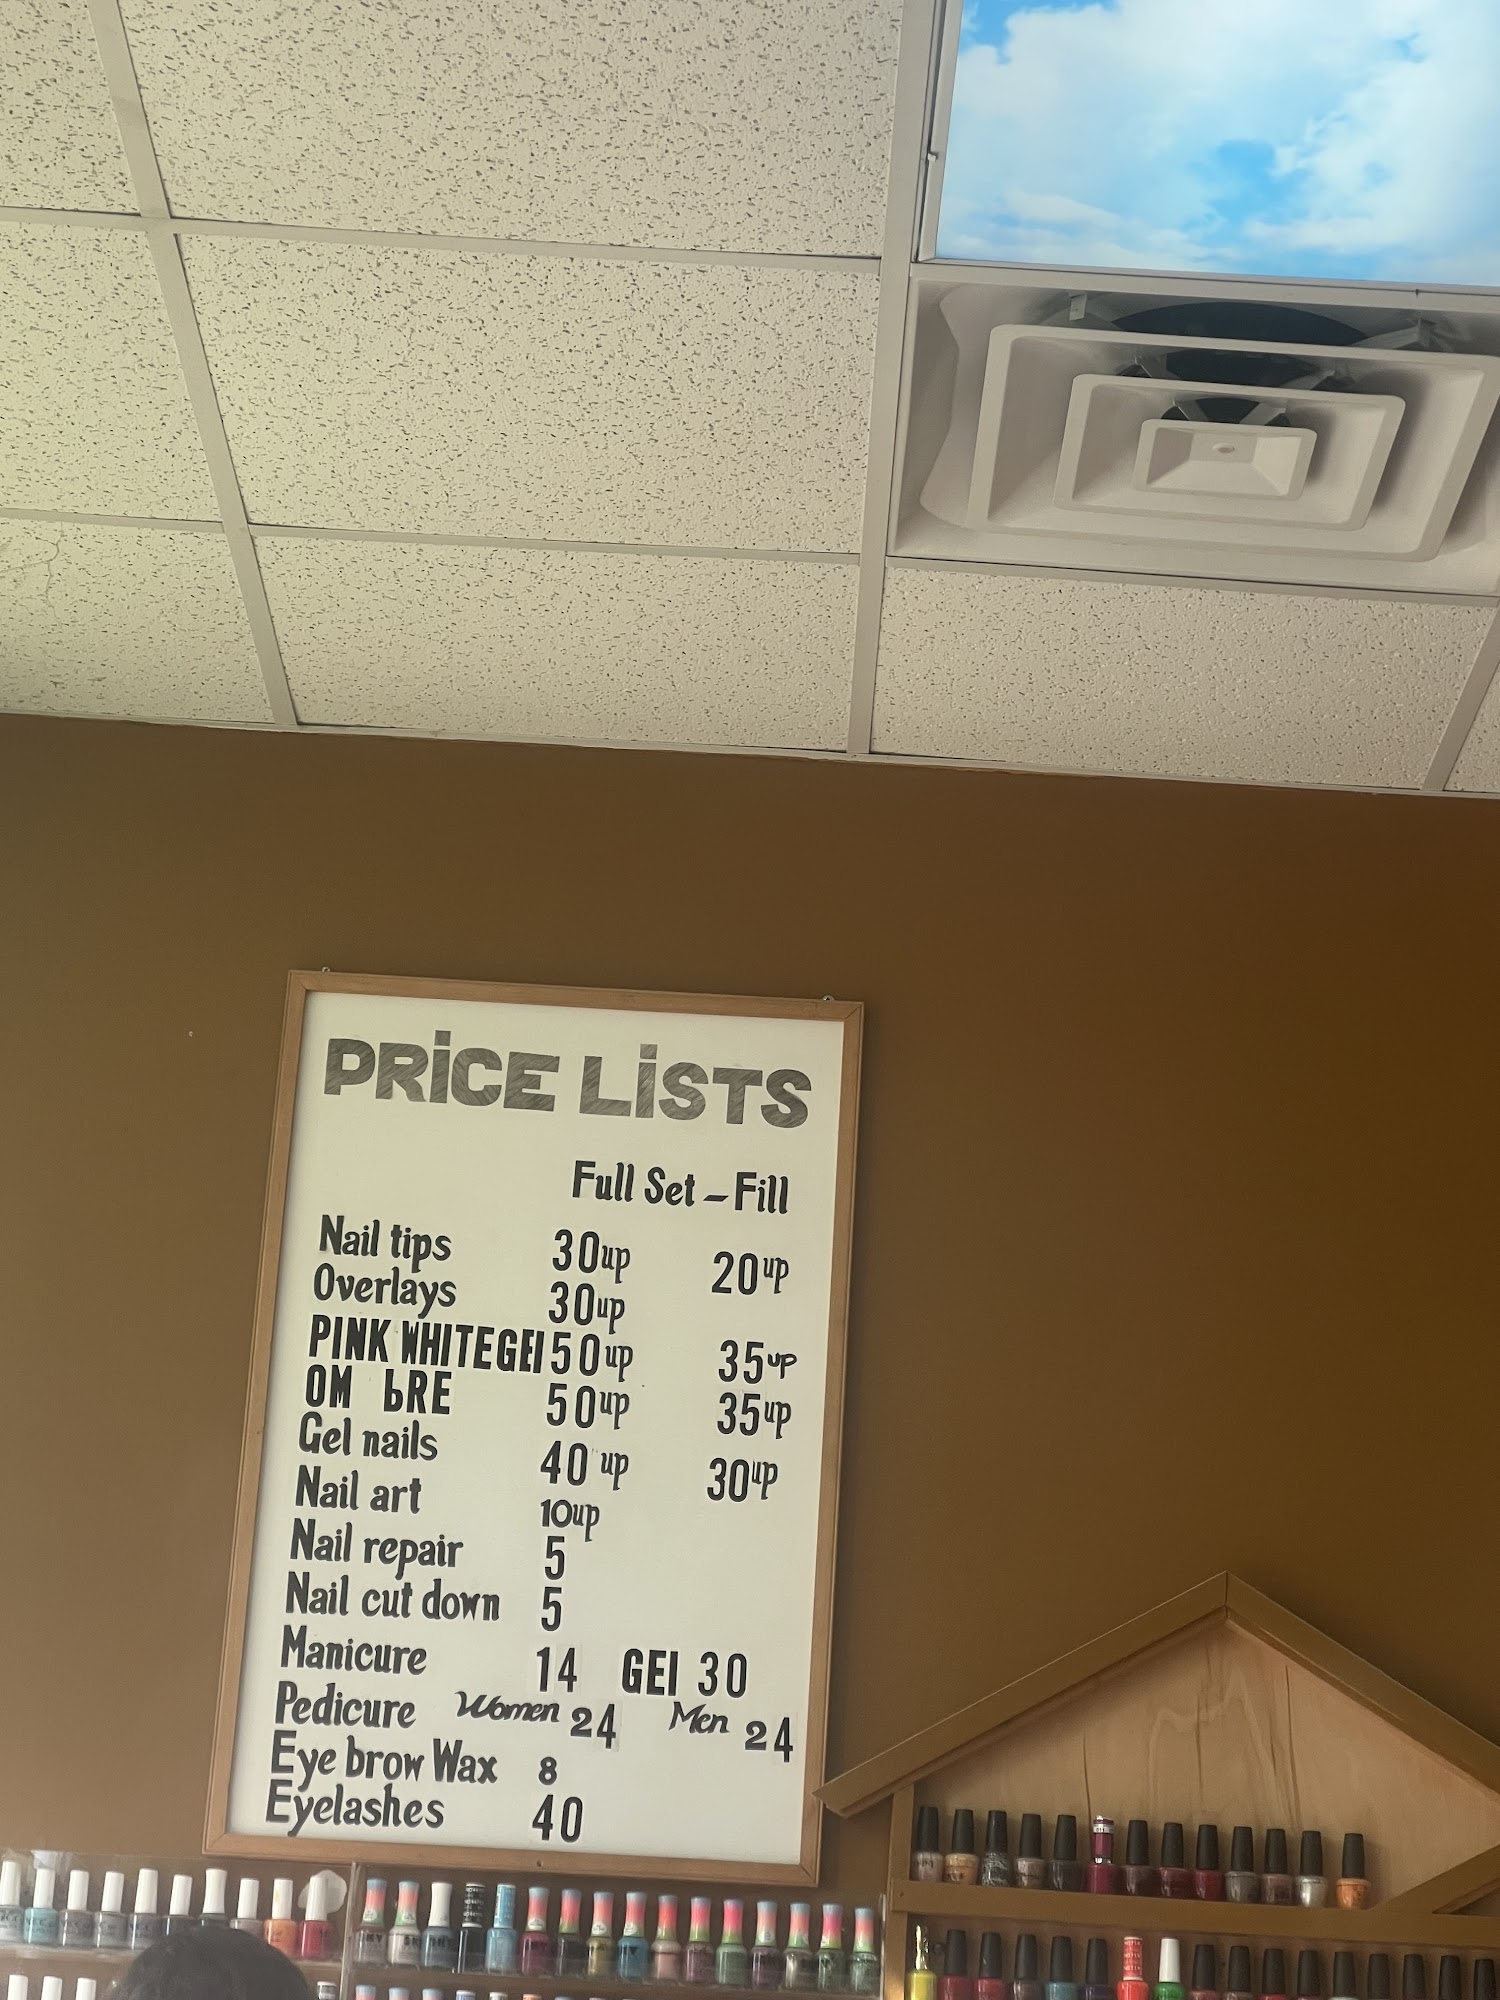 PRiCE LiSTS
Full Set – Fill
Nail tips 30up 20up
Overlays 30up
PINK WHITE GEl 50up 35up
OM bRE 50up 35up
Gel nails 40 up 30up
Nail art 10up
Nail repair 5
Nail cut down 5
Manicure 14 GEl 30
Pedicure Women 24 Men 24
Eye brow Wax 8
Eyelashes 40